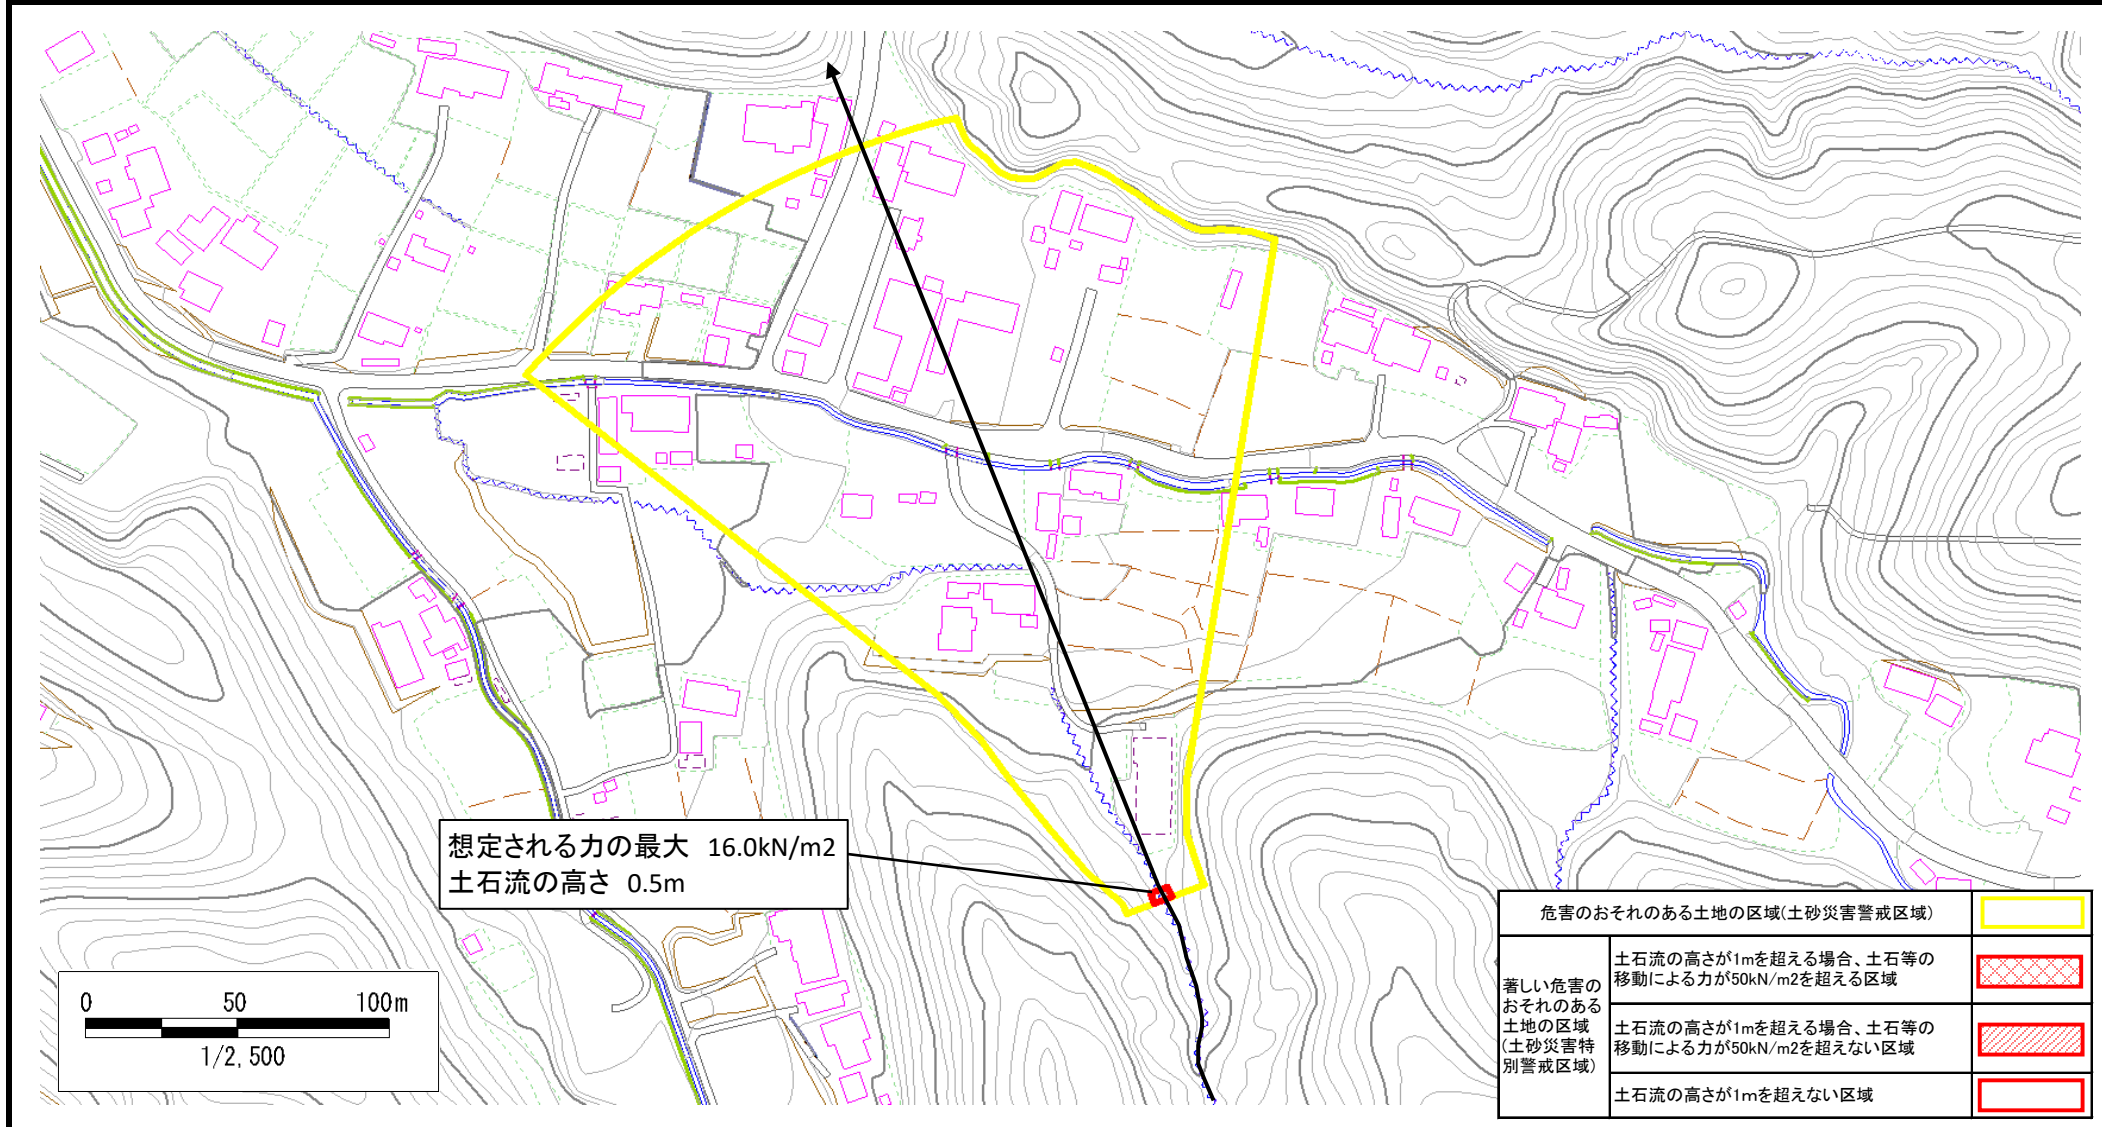 想定される力の最大 16.0kN/m2
土石流の高さ 0.5m
0 50 100m
1/2,500
危害のおそれのある土地の区域(土砂災害警戒区域)
著しい危害の
おそれのある
土地の区域
(土砂災害特
別警戒区域)
土石流の高さが1mを超える場合、土石等の
移動による力が50kN/m2を超える区域
土石流の高さが1mを超える場合、土石等の
移動による力が50kN/m2を超えない区域
土石流の高さが1mを超えない区域